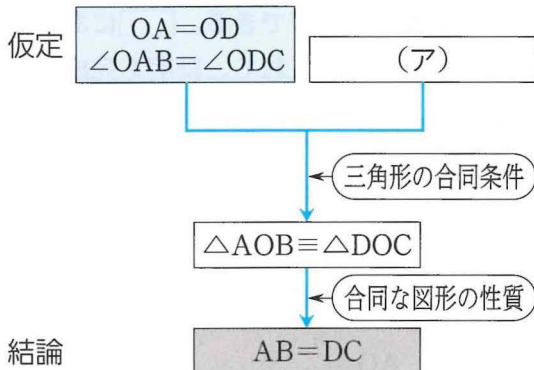 仮定
OA＝OD
∠OAB＝∠ODC
(ア)
三角形の合同条件
△AOB≡△DOC
合同な図形の性質
結論
AB＝DC